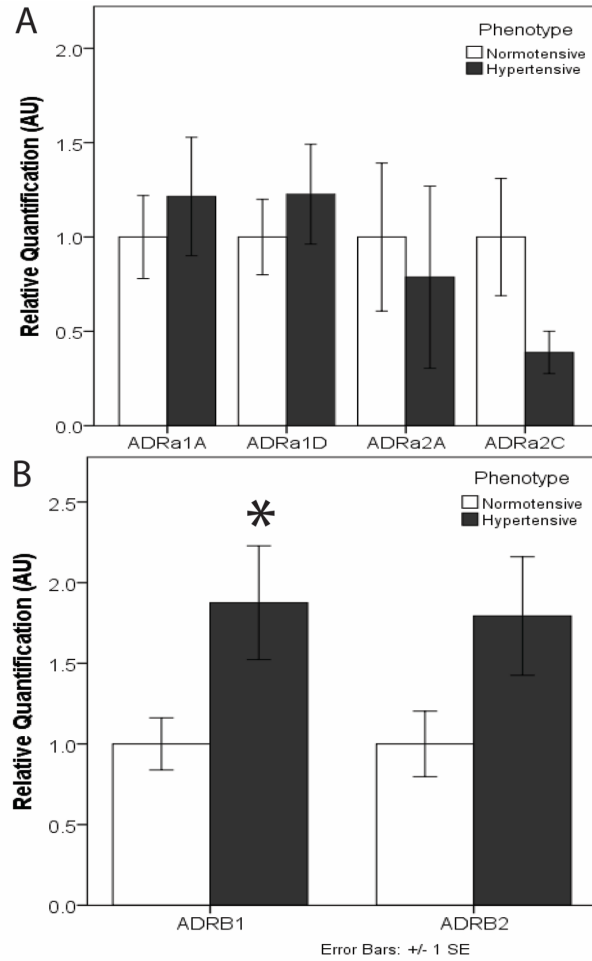 A
Phenotype
Normotensive
Hypertensive
Relative Quantification (AU)
2.0
1.5
1.0
0.5
0.0
ADRa1A ADRa1D ADRa2A ADRa2C
B
Phenotype
Normotensive
Hypertensive
*
Relative Quantification (AU)
2.5
2.0
1.5
1.0
0.5
0.0
ADRB1 ADRB2
Error Bars: +/- 1 SE